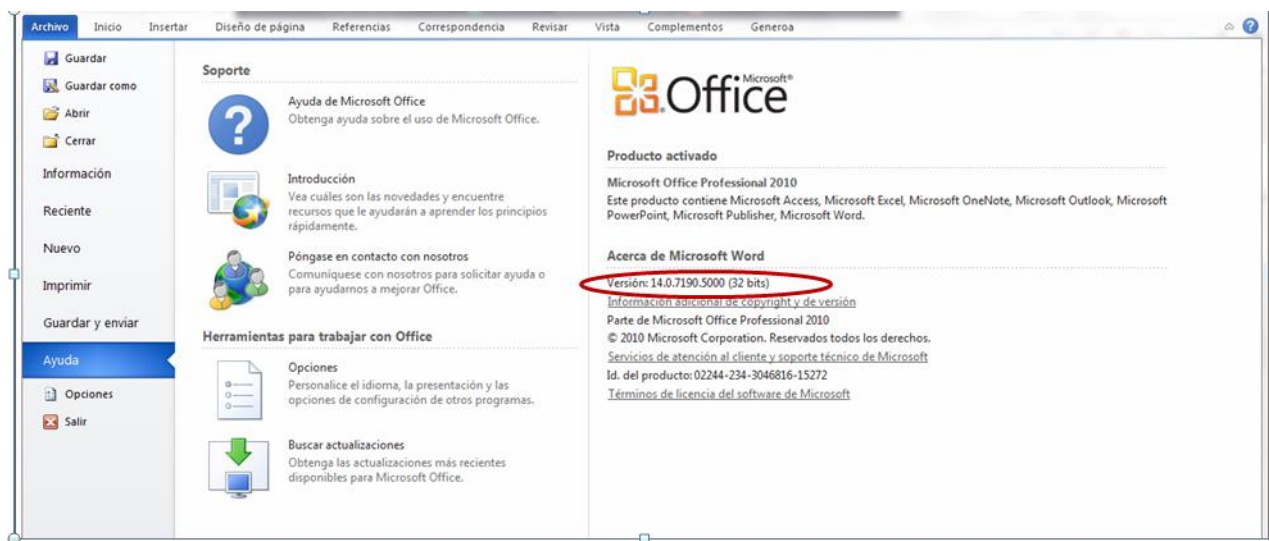 Archivo Inicio Insertar Diseño de página Referencias Correspondencia Revisar Vista Complementos Generoa
Guardar
Guardar como
Abrir
Cerrar
Información
Reciente
Nuevo
Imprimir
Guardar y enviar
Ayuda
Opciones
Salir
Soporte
Ayuda de Microsoft Office
Obtenga ayuda sobre el uso de Microsoft Office.
Introducción
Vea cuáles son las novedades y encuentre
recursos que le ayudarán a aprender los principios
rápidamente.
Póngase en contacto con nosotros
Comuníquese con nosotros para solicitar ayuda o
para ayudarnos a mejorar Office.
Herramientas para trabajar con Office
Opciones
Personalice el idioma, la presentación y las
opciones de configuración de otros programas.
Buscar actualizaciones
Obtenga las actualizaciones más recientes
disponibles para Microsoft Office.
Microsoft®
Office
Producto activado
Microsoft Office Professional 2010
Este producto contiene Microsoft Access, Microsoft Excel, Microsoft OneNote, Microsoft Outlook, Microsoft
PowerPoint, Microsoft Publisher, Microsoft Word.
Acerca de Microsoft Word
Versión: 14.0.7190.5000 (32 bits)
Información adicional de copyright y de versión
Parte de Microsoft Office Professional 2010
© 2010 Microsoft Corporation. Reservados todos los derechos.
Servicios de atención al cliente y soporte técnico de Microsoft
Id. del producto: 02244-234-3046816-15272
Términos de licencia del software de Microsoft